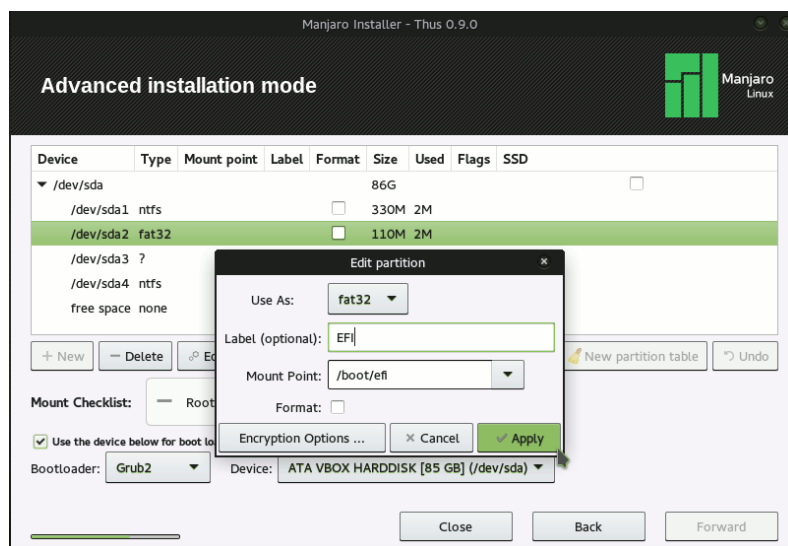 Manjaro Installer - Thus 0.9.0
Advanced installation mode
Manjaro
Linux
Device Type Mount point Label Format Size Used Flags SSD
/dev/sda 86G
/dev/sda1 ntfs 330M 2M
/dev/sda2 fat32 110M 2M
/dev/sda3 ?
/dev/sda4 ntfs
free space none
Edit partition
Use As: fat32
Label (optional): EFI
Mount Point: /boot/efi
Format:
Encryption Options ... Cancel Apply
New Delete Ed New partition table Undo
Mount Checklist: Root
Use the device below for boot lo
Bootloader: Grub2 Device: ATA VBOX HARDDISK [85 GB] (/dev/sda)
Close Back Forward